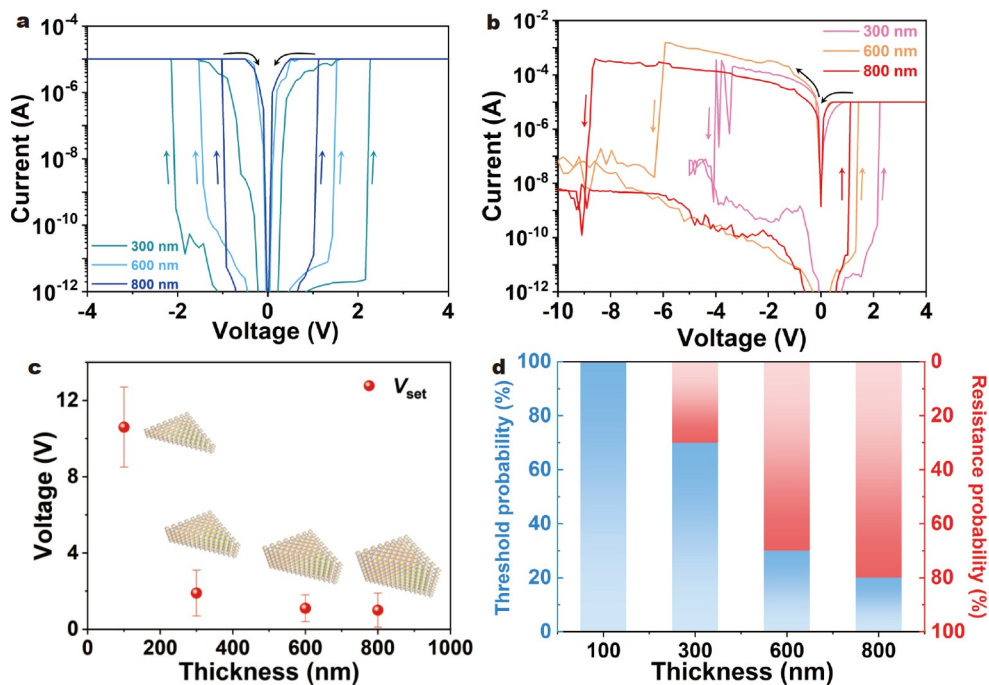 a
10⁻⁴
10⁻⁶
10⁻⁸
10⁻¹⁰
10⁻¹²
Current (A)
300 nm
600 nm
800 nm
-4
-2
0
2
4
Voltage (V)
b
10⁻²
10⁻⁴
10⁻⁶
10⁻⁸
10⁻¹⁰
10⁻¹²
Current (A)
300 nm
600 nm
800 nm
-10
-8
-6
-4
-2
0
2
4
Voltage (V)
c
Vset
12
8
4
0
Voltage (V)
0
200
400
600
800
1000
Thickness (nm)
d
100
80
60
40
20
0
Threshold probability (%)
0
20
40
60
80
100
Resistance probability (%)
100
300
600
800
Thickness (nm)